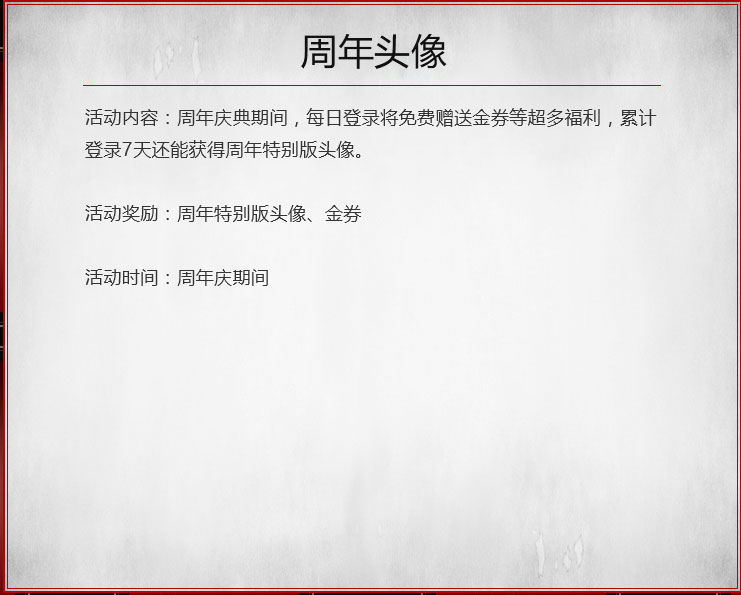 周年头像
活动内容：周年庆典期间，每日登录将免费赠送金券等超多福利，累计
登录7天还能获得周年特别版头像。
活动奖励：周年特别版头像、金券
活动时间：周年庆期间